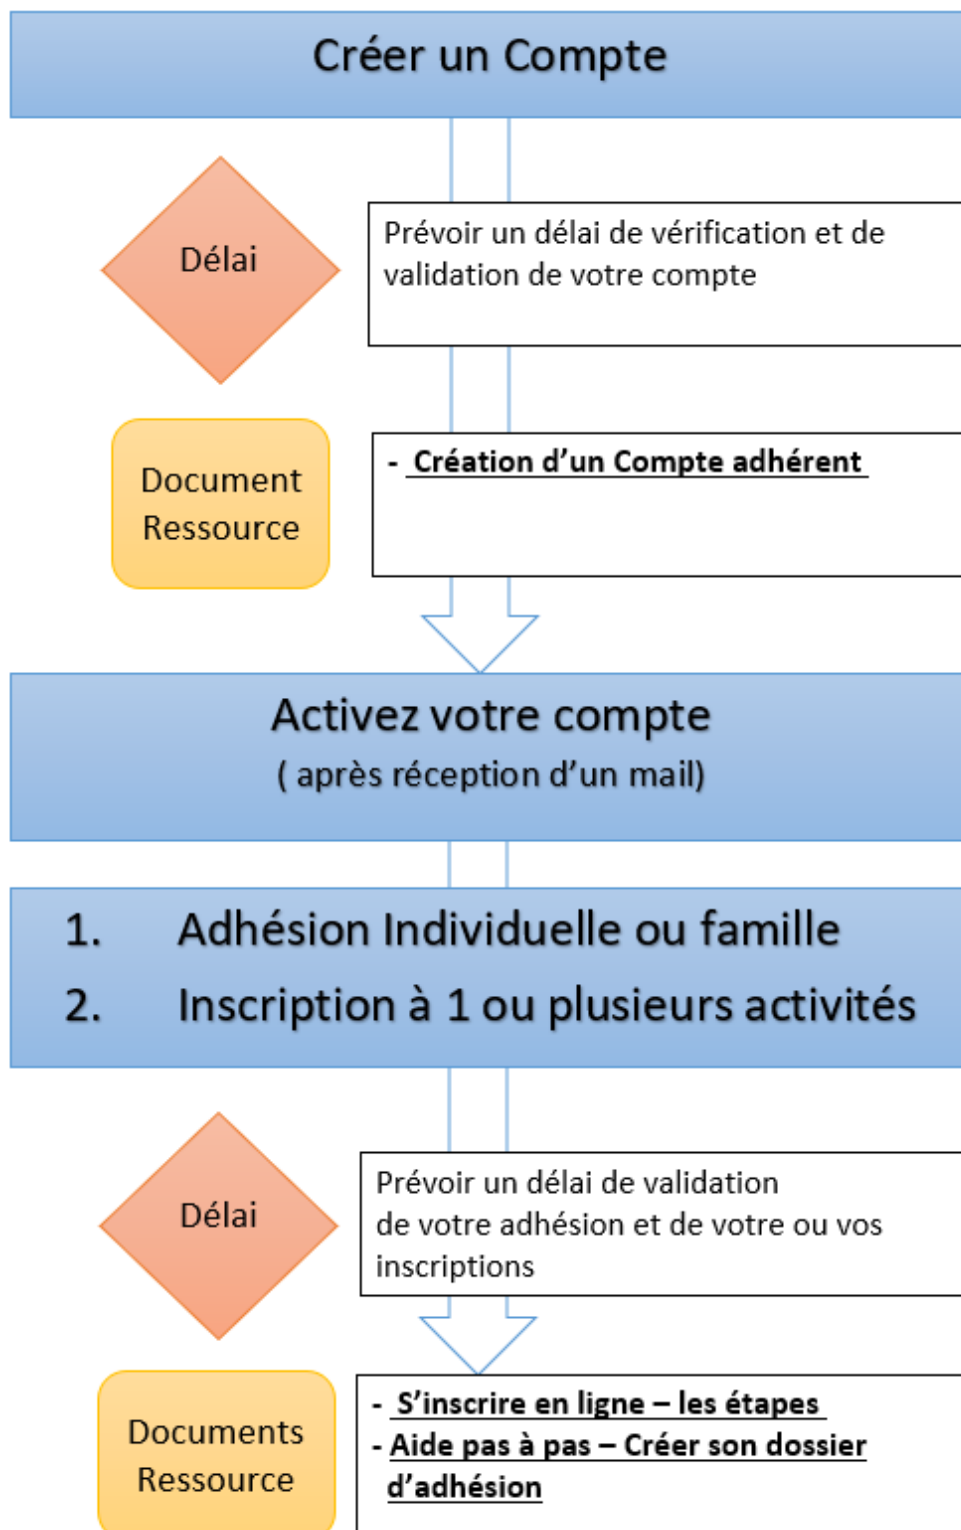 Créer un Compte
Délai
Prévoir un délai de vérification et de
validation de votre compte
Document
Ressource
- Création d’un Compte adhérent
Activez votre compte
( après réception d’un mail)
1. Adhésion Individuelle ou famille
2. Inscription à 1 ou plusieurs activités
Délai
Prévoir un délai de validation
de votre adhésion et de votre ou vos
inscriptions
Documents
Ressource
- S’inscrire en ligne – les étapes
- Aide pas à pas – Créer son dossier
d’adhésion